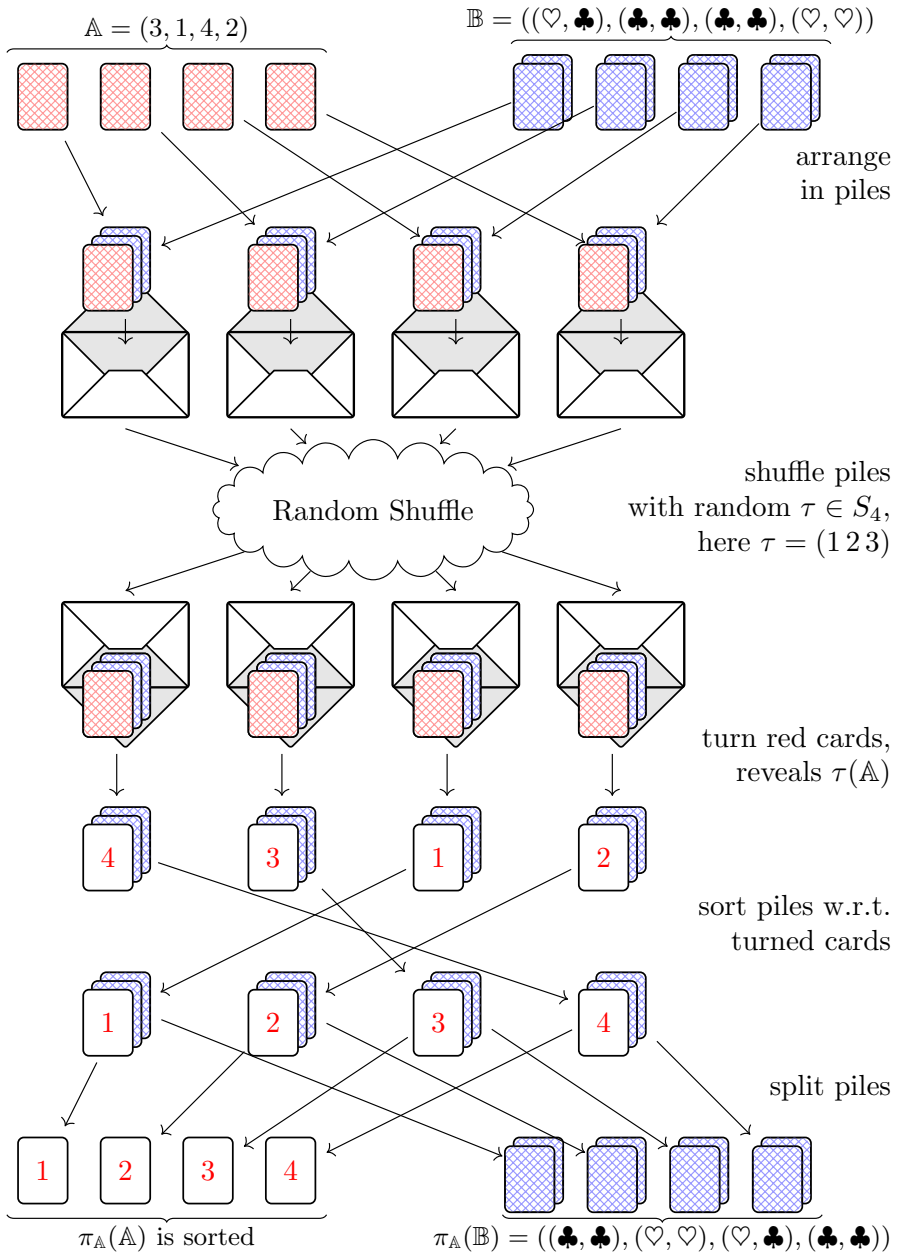 𝔸 = (3, 1, 4, 2)
𝔹 = ((♡, ♣), (♣, ♣), (♣, ♣), (♡, ♡))
arrange
in piles
Random Shuffle
shuffle piles
with random τ ∈ S₄,
here τ = (1 2 3)
turn red cards,
reveals τ(𝔸)
4 3 1 2
sort piles w.r.t.
turned cards
1 2 3 4
split piles
1 2 3 4
π_𝔸(𝔸) is sorted
π_𝔸(𝔹) = ((♣, ♣), (♡, ♡), (♡, ♣), (♣, ♣))